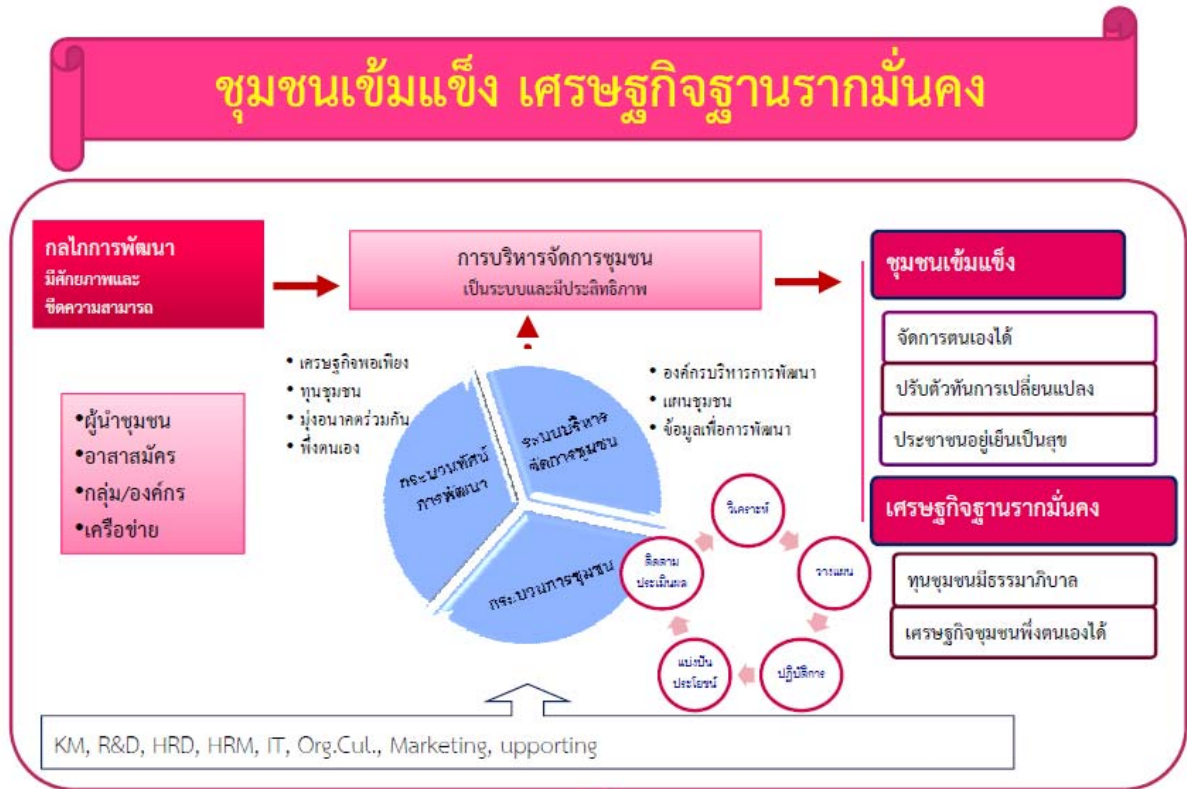 ชุมชนเข้มแข็ง เศรษฐกิจฐานรากมั่นคง
กลไกการพัฒนา
มีศักยภาพและ
ขีดความสามารถ
การบริหารจัดการชุมชน
เป็นระบบและมีประสิทธิภาพ
ชุมชนเข้มแข็ง
จัดการตนเองได้
ปรับตัวทันการเปลี่ยนแปลง
ประชาชนอยู่เย็นเป็นสุข
เศรษฐกิจฐานรากมั่นคง
ทุนชุมชนมีธรรมาภิบาล
เศรษฐกิจชุมชนพึ่งตนเองได้
•ผู้นำชุมชน
•อาสาสมัคร
•กลุ่ม/องค์กร
•เครือข่าย
• เศรษฐกิจพอเพียง
• ทุนชุมชน
• มุ่งอนาคตร่วมกัน
• พึ่งตนเอง
• องค์กรบริหารการพัฒนา
• แผนชุมชน
• ข้อมูลเพื่อการพัฒนา
กระบวนทัศน์
การพัฒนา
ระบบบริหาร
จัดการชุมชน
กระบวนการชุมชน
วิเคราะห์
วางแผน
ปฏิบัติการ
แบ่งปัน
ประโยชน์
ติดตาม
ประเมินผล
KM, R&D, HRD, HRM, IT, Org.Cul., Marketing, upporting